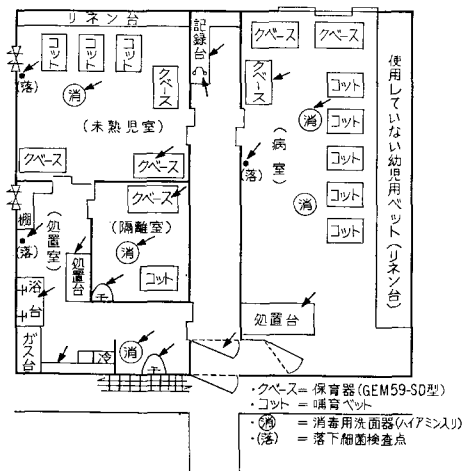 リネン台
コット
コット
コット
(落)
消
クベース
(未熟児室)
クベース
クベース
記録台
クベース
クベース
クベース
コット
消
コット
(病室)
コット
(落)
消
コット
コット
使用していない幼児用ベット(リネン台)
処置台
棚
(落)
(処置室)
処置台
浴台
ガス台
冷
クベース
(隔離室)
消
コット
手
消
手
・クベース=保育器(GEM59-SD型)
・コット=哺育ベット
・消=消毒用洗面器(ハイアミン入り)
・(落)=落下細菌検査点